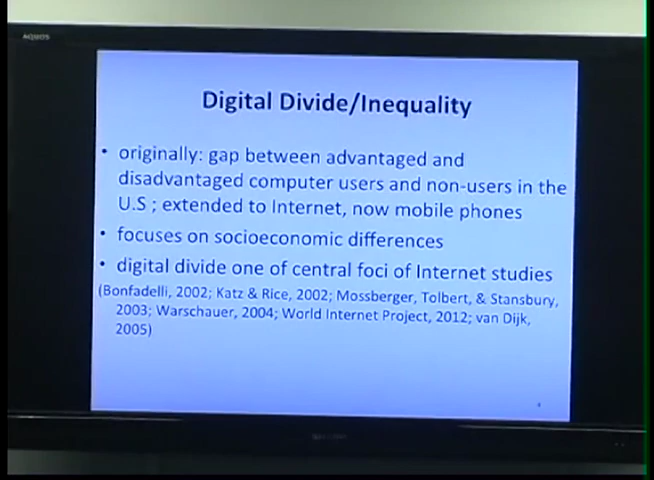 AQUOS
Digital Divide/Inequality
• originally: gap between advantaged and
disadvantaged computer users and non-users in the
U.S ; extended to Internet, now mobile phones
• focuses on socioeconomic differences
• digital divide one of central foci of Internet studies
(Bonfadelli, 2002; Katz & Rice, 2002; Mossberger, Tolbert, & Stansbury,
2003; Warschauer, 2004; World Internet Project, 2012; van Dijk,
2005)